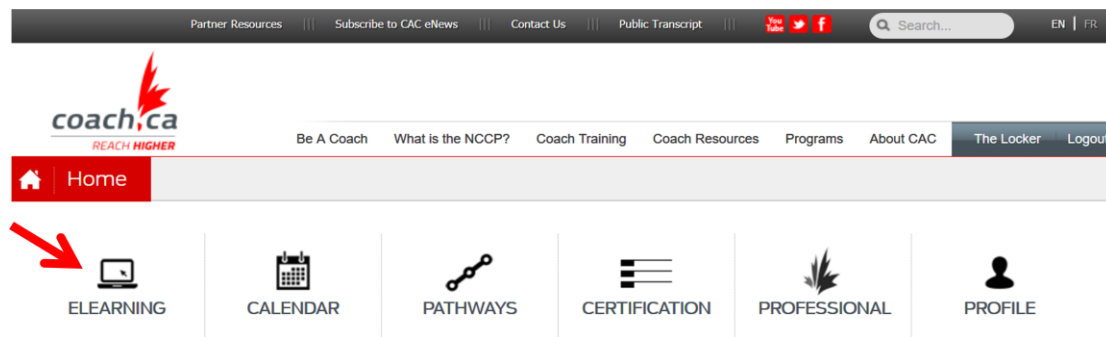 Partner Resources ||| Subscribe to CAC eNews ||| Contact Us ||| Public Transcript ||| You Tube Search... EN | FR
coach.ca
REACH HIGHER
Be A Coach What is the NCCP? Coach Training Coach Resources Programs About CAC The Locker Logout
Home
ELEARNING CALENDAR PATHWAYS CERTIFICATION PROFESSIONAL PROFILE